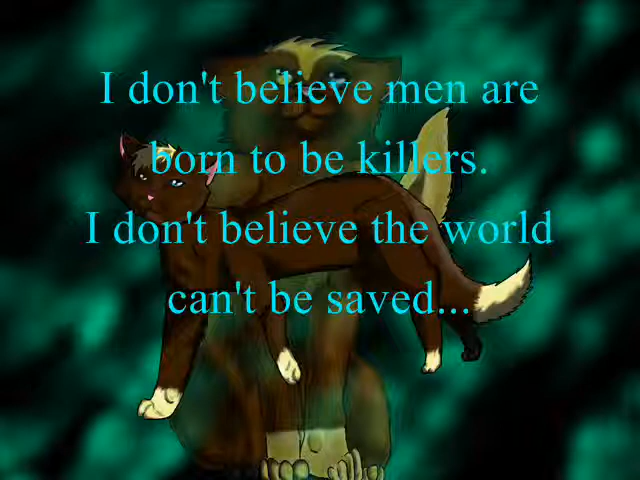 I don't believe men are
born to be killers.
I don't believe the world
can't be saved...